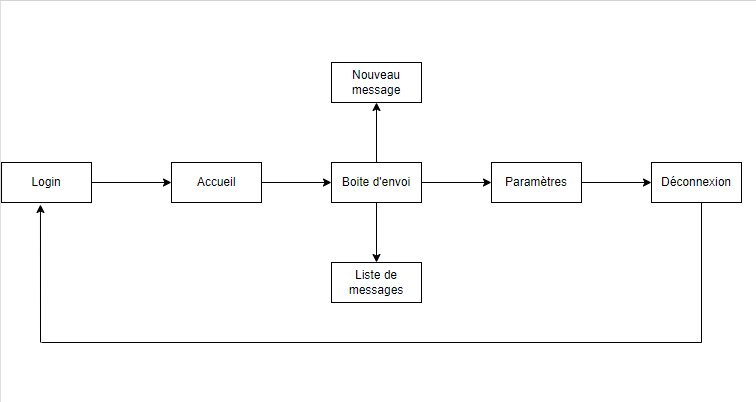 Nouveau
message
Login
Accueil
Boite d'envoi
Paramètres
Déconnexion
Liste de
messages